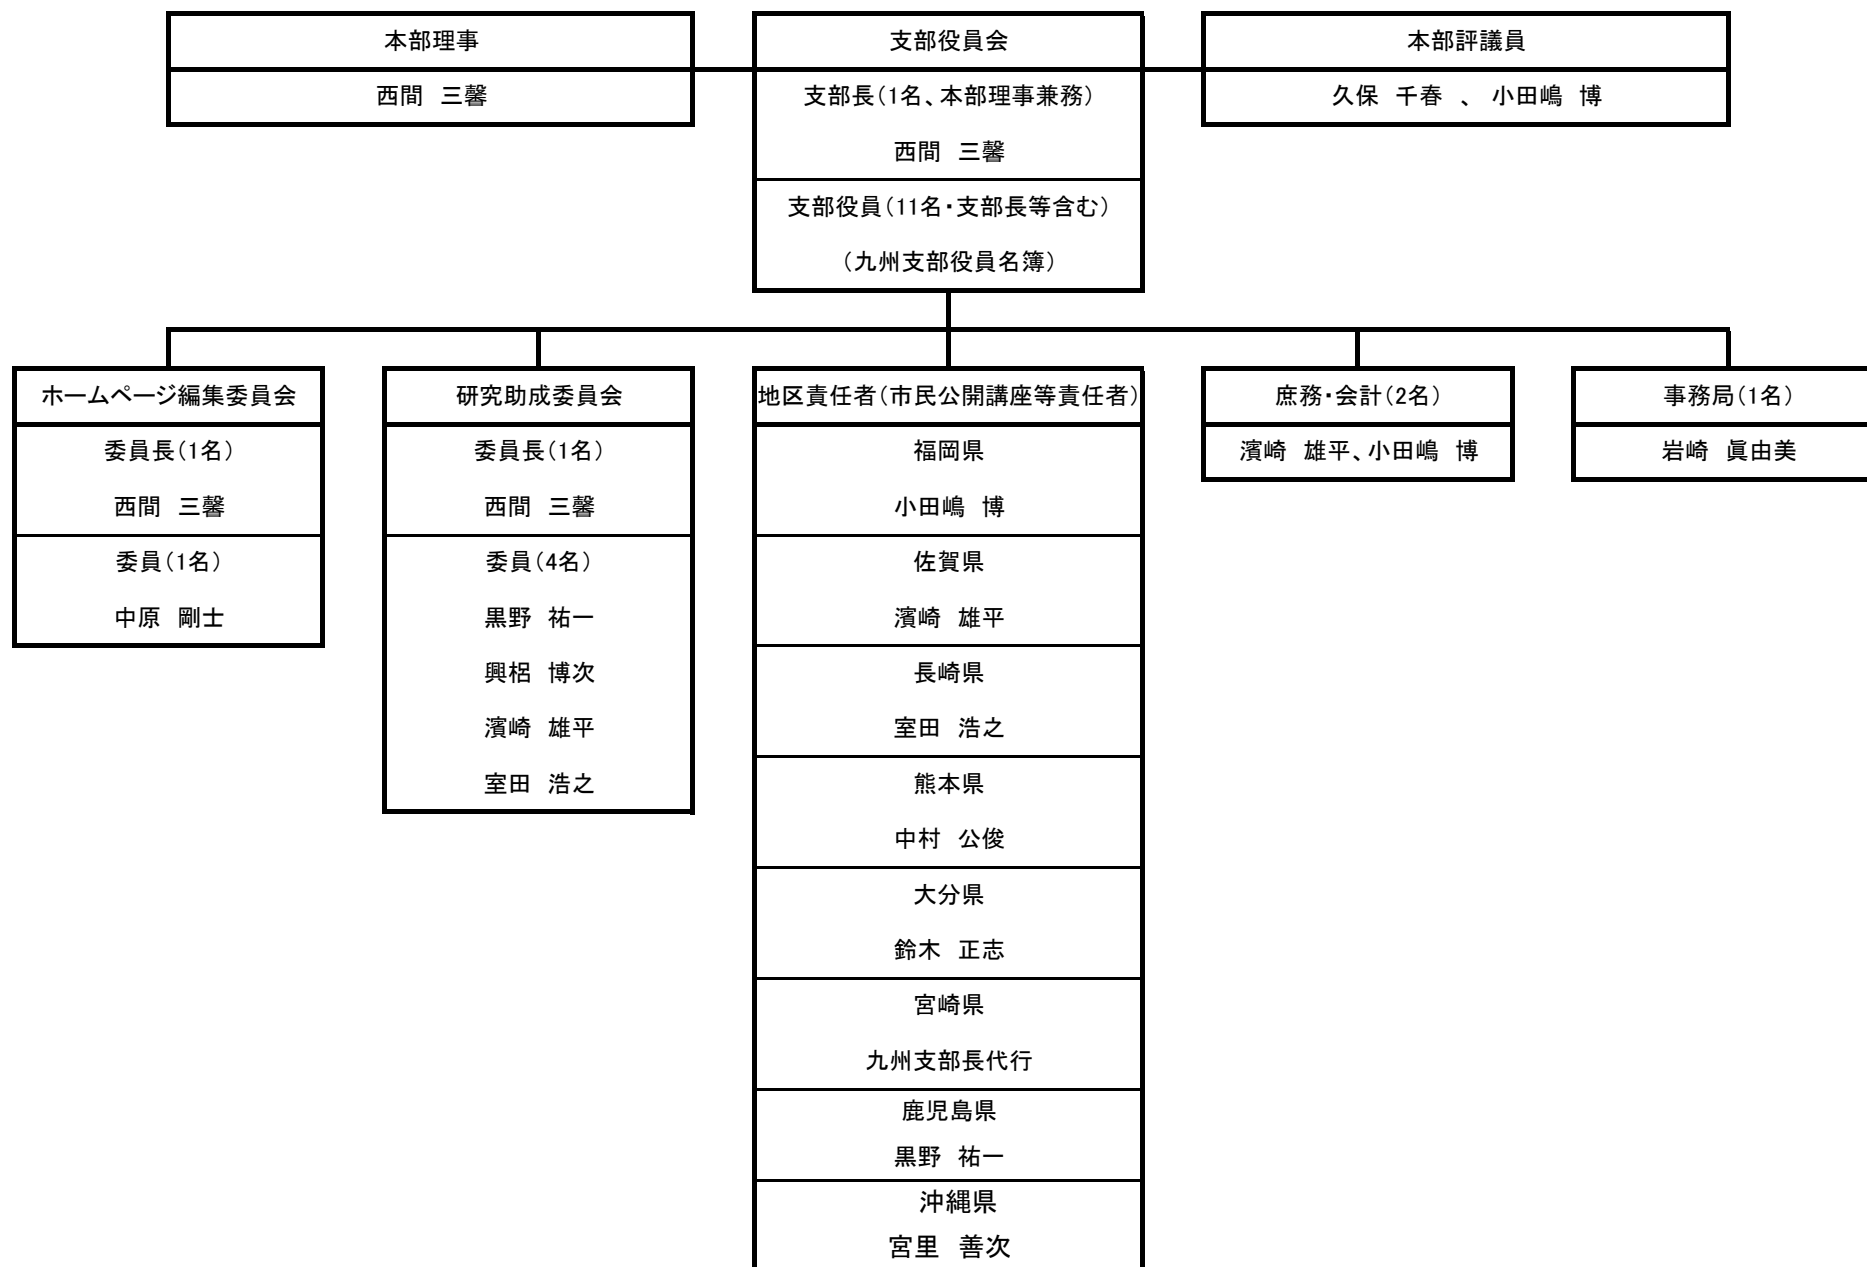 本部理事
西間　三馨
支部役員会
支部長（1名、本部理事兼務）
西間　三馨
支部役員（11名・支部長等含む）
（九州支部役員名簿）
本部評議員
久保　千春　、　小田嶋　博
ホームページ編集委員会
委員長（1名）
西間　三馨
委員（1名）
中原　剛士
研究助成委員会
委員長（1名）
西間　三馨
委員（4名）
黒野　祐一
興梠　博次
濱崎　雄平
室田　浩之
地区責任者（市民公開講座等責任者）
福岡県
小田嶋　博
佐賀県
濱崎　雄平
長崎県
室田　浩之
熊本県
中村　公俊
大分県
鈴木　正志
宮崎県
九州支部長代行
鹿児島県
黒野　祐一
沖縄県
宮里　善次
庶務・会計（2名）
濱崎　雄平、小田嶋　博
事務局（1名）
岩崎　眞由美